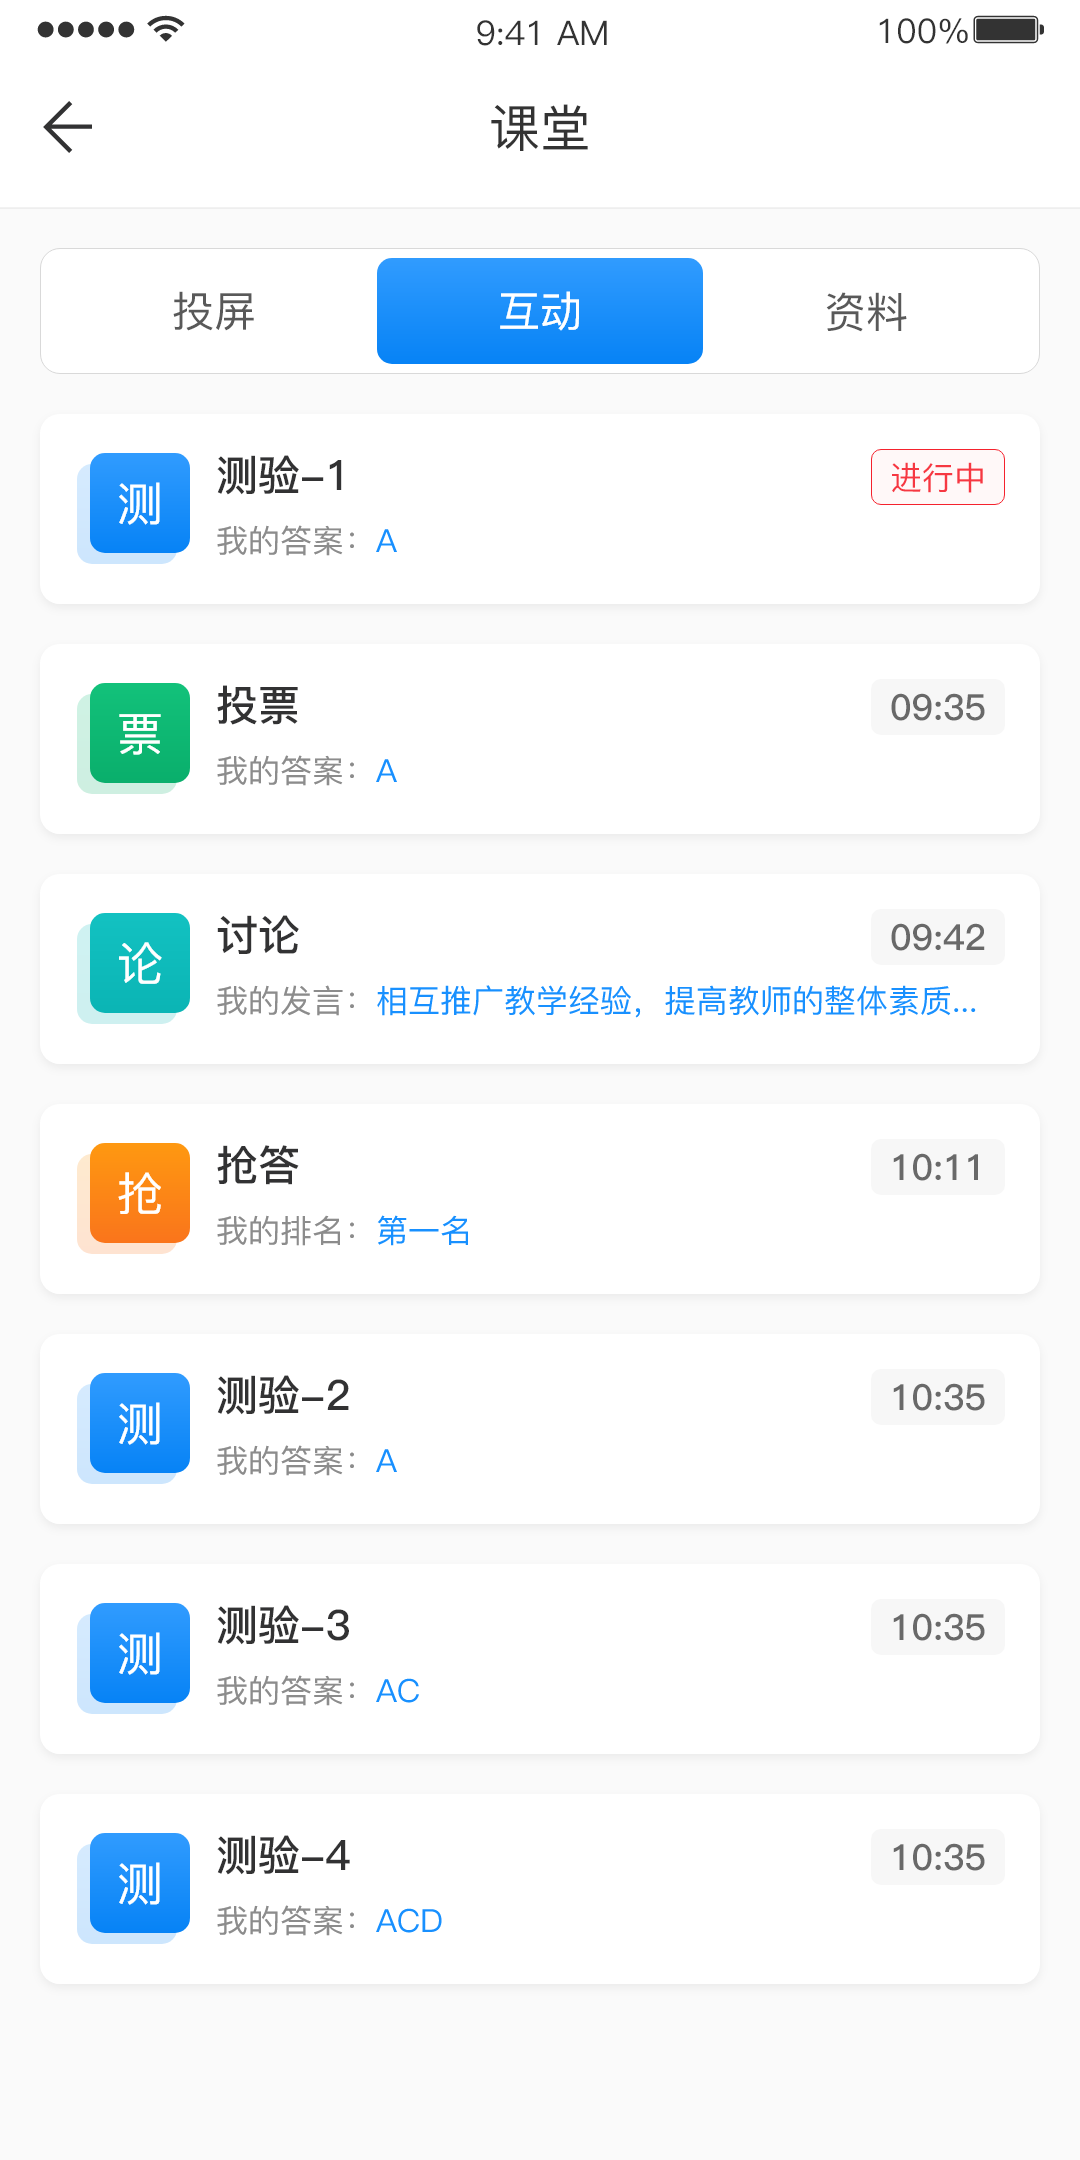 9:41 AM
100%
课堂
投屏
互动
资料
测
测验-1
进行中
我的答案：A
票
投票
09:35
我的答案：A
论
讨论
09:42
我的发言：相互推广教学经验，提高教师的整体素质...
抢
抢答
10:11
我的排名：第一名
测
测验-2
10:35
我的答案：A
测
测验-3
10:35
我的答案：AC
测
测验-4
10:35
我的答案：ACD